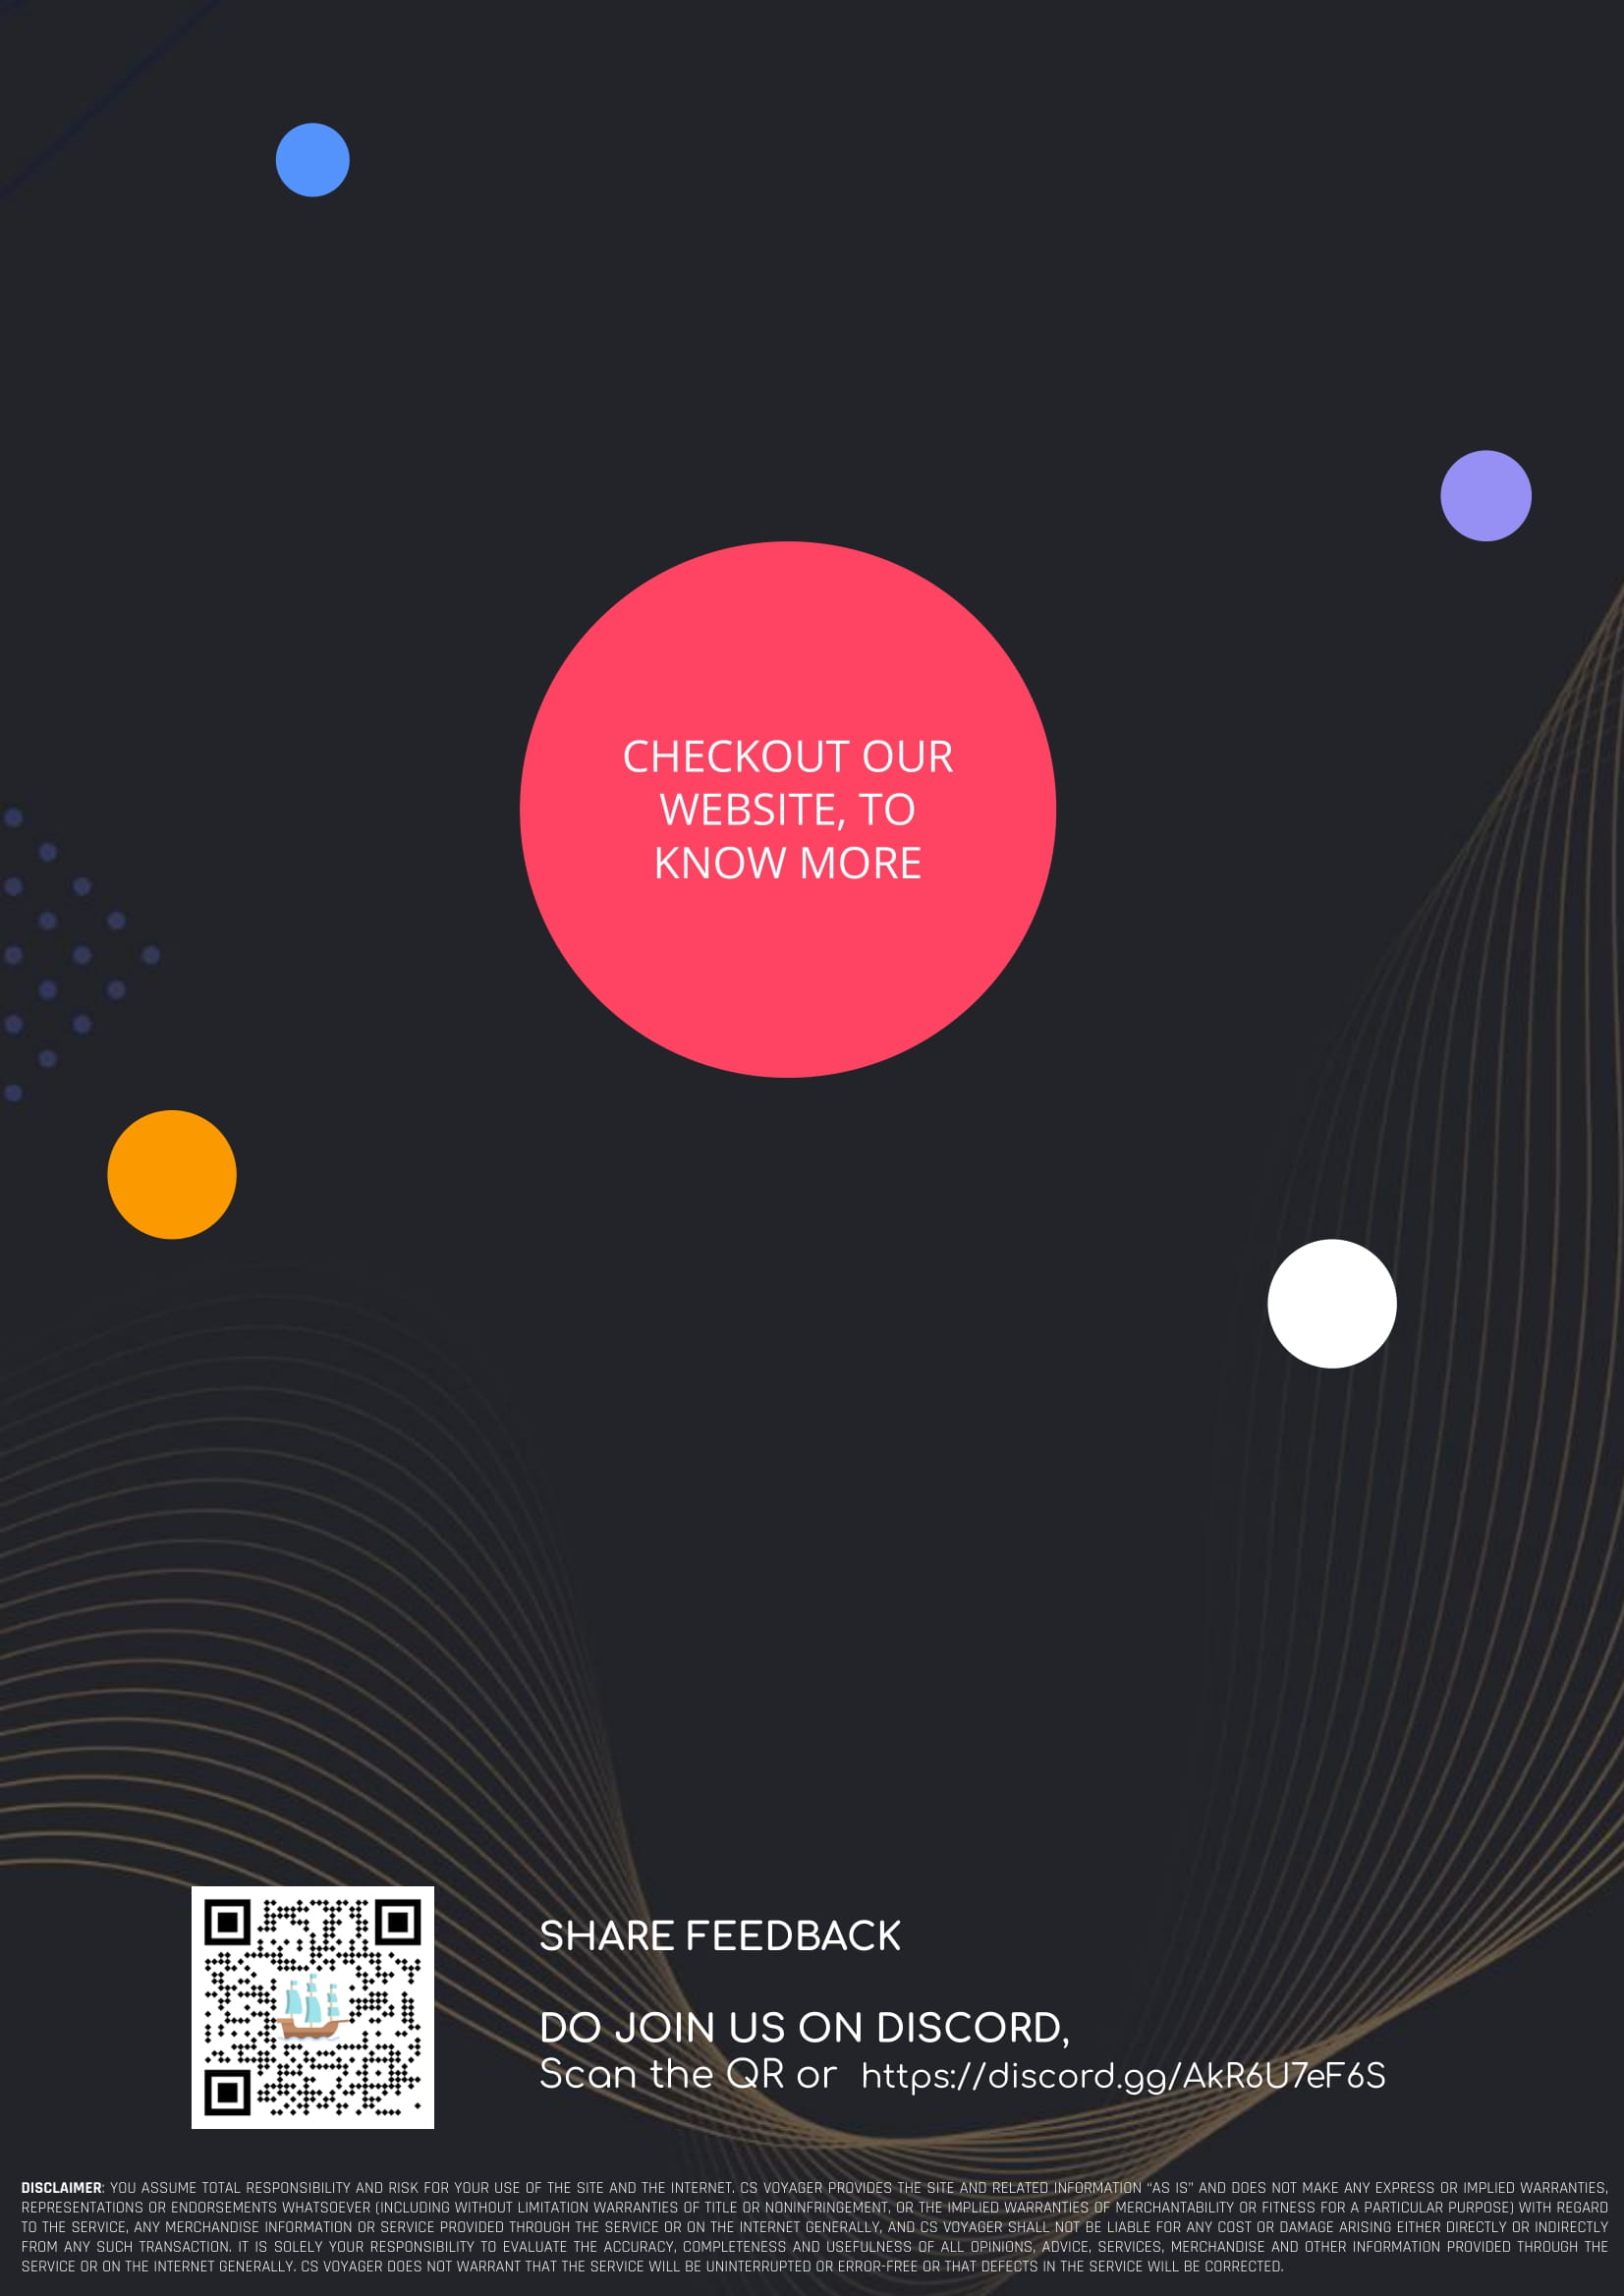 CHECKOUT OUR
WEBSITE, TO
KNOW MORE
SHARE FEEDBACK
DO JOIN US ON DISCORD,
Scan the QR or https://discord.gg/AkR6U7eF6S
DISCLAIMER: YOU ASSUME TOTAL RESPONSIBILITY AND RISK FOR YOUR USE OF THE SITE AND THE INTERNET. CS VOYAGER PROVIDES THE SITE AND RELATED INFORMATION “AS IS” AND DOES NOT MAKE ANY EXPRESS OR IMPLIED WARRANTIES,
REPRESENTATIONS OR ENDORSEMENTS WHATSOEVER (INCLUDING WITHOUT LIMITATION WARRANTIES OF TITLE OR NONINFRINGEMENT, OR THE IMPLIED WARRANTIES OF MERCHANTABILITY OR FITNESS FOR A PARTICULAR PURPOSE) WITH REGARD
TO THE SERVICE, ANY MERCHANDISE INFORMATION OR SERVICE PROVIDED THROUGH THE SERVICE OR ON THE INTERNET GENERALLY, AND CS VOYAGER SHALL NOT BE LIABLE FOR ANY COST OR DAMAGE ARISING EITHER DIRECTLY OR INDIRECTLY
FROM ANY SUCH TRANSACTION. IT IS SOLELY YOUR RESPONSIBILITY TO EVALUATE THE ACCURACY, COMPLETENESS AND USEFULNESS OF ALL OPINIONS, ADVICE, SERVICES, MERCHANDISE AND OTHER INFORMATION PROVIDED THROUGH THE
SERVICE OR ON THE INTERNET GENERALLY. CS VOYAGER DOES NOT WARRANT THAT THE SERVICE WILL BE UNINTERRUPTED OR ERROR-FREE OR THAT DEFECTS IN THE SERVICE WILL BE CORRECTED.